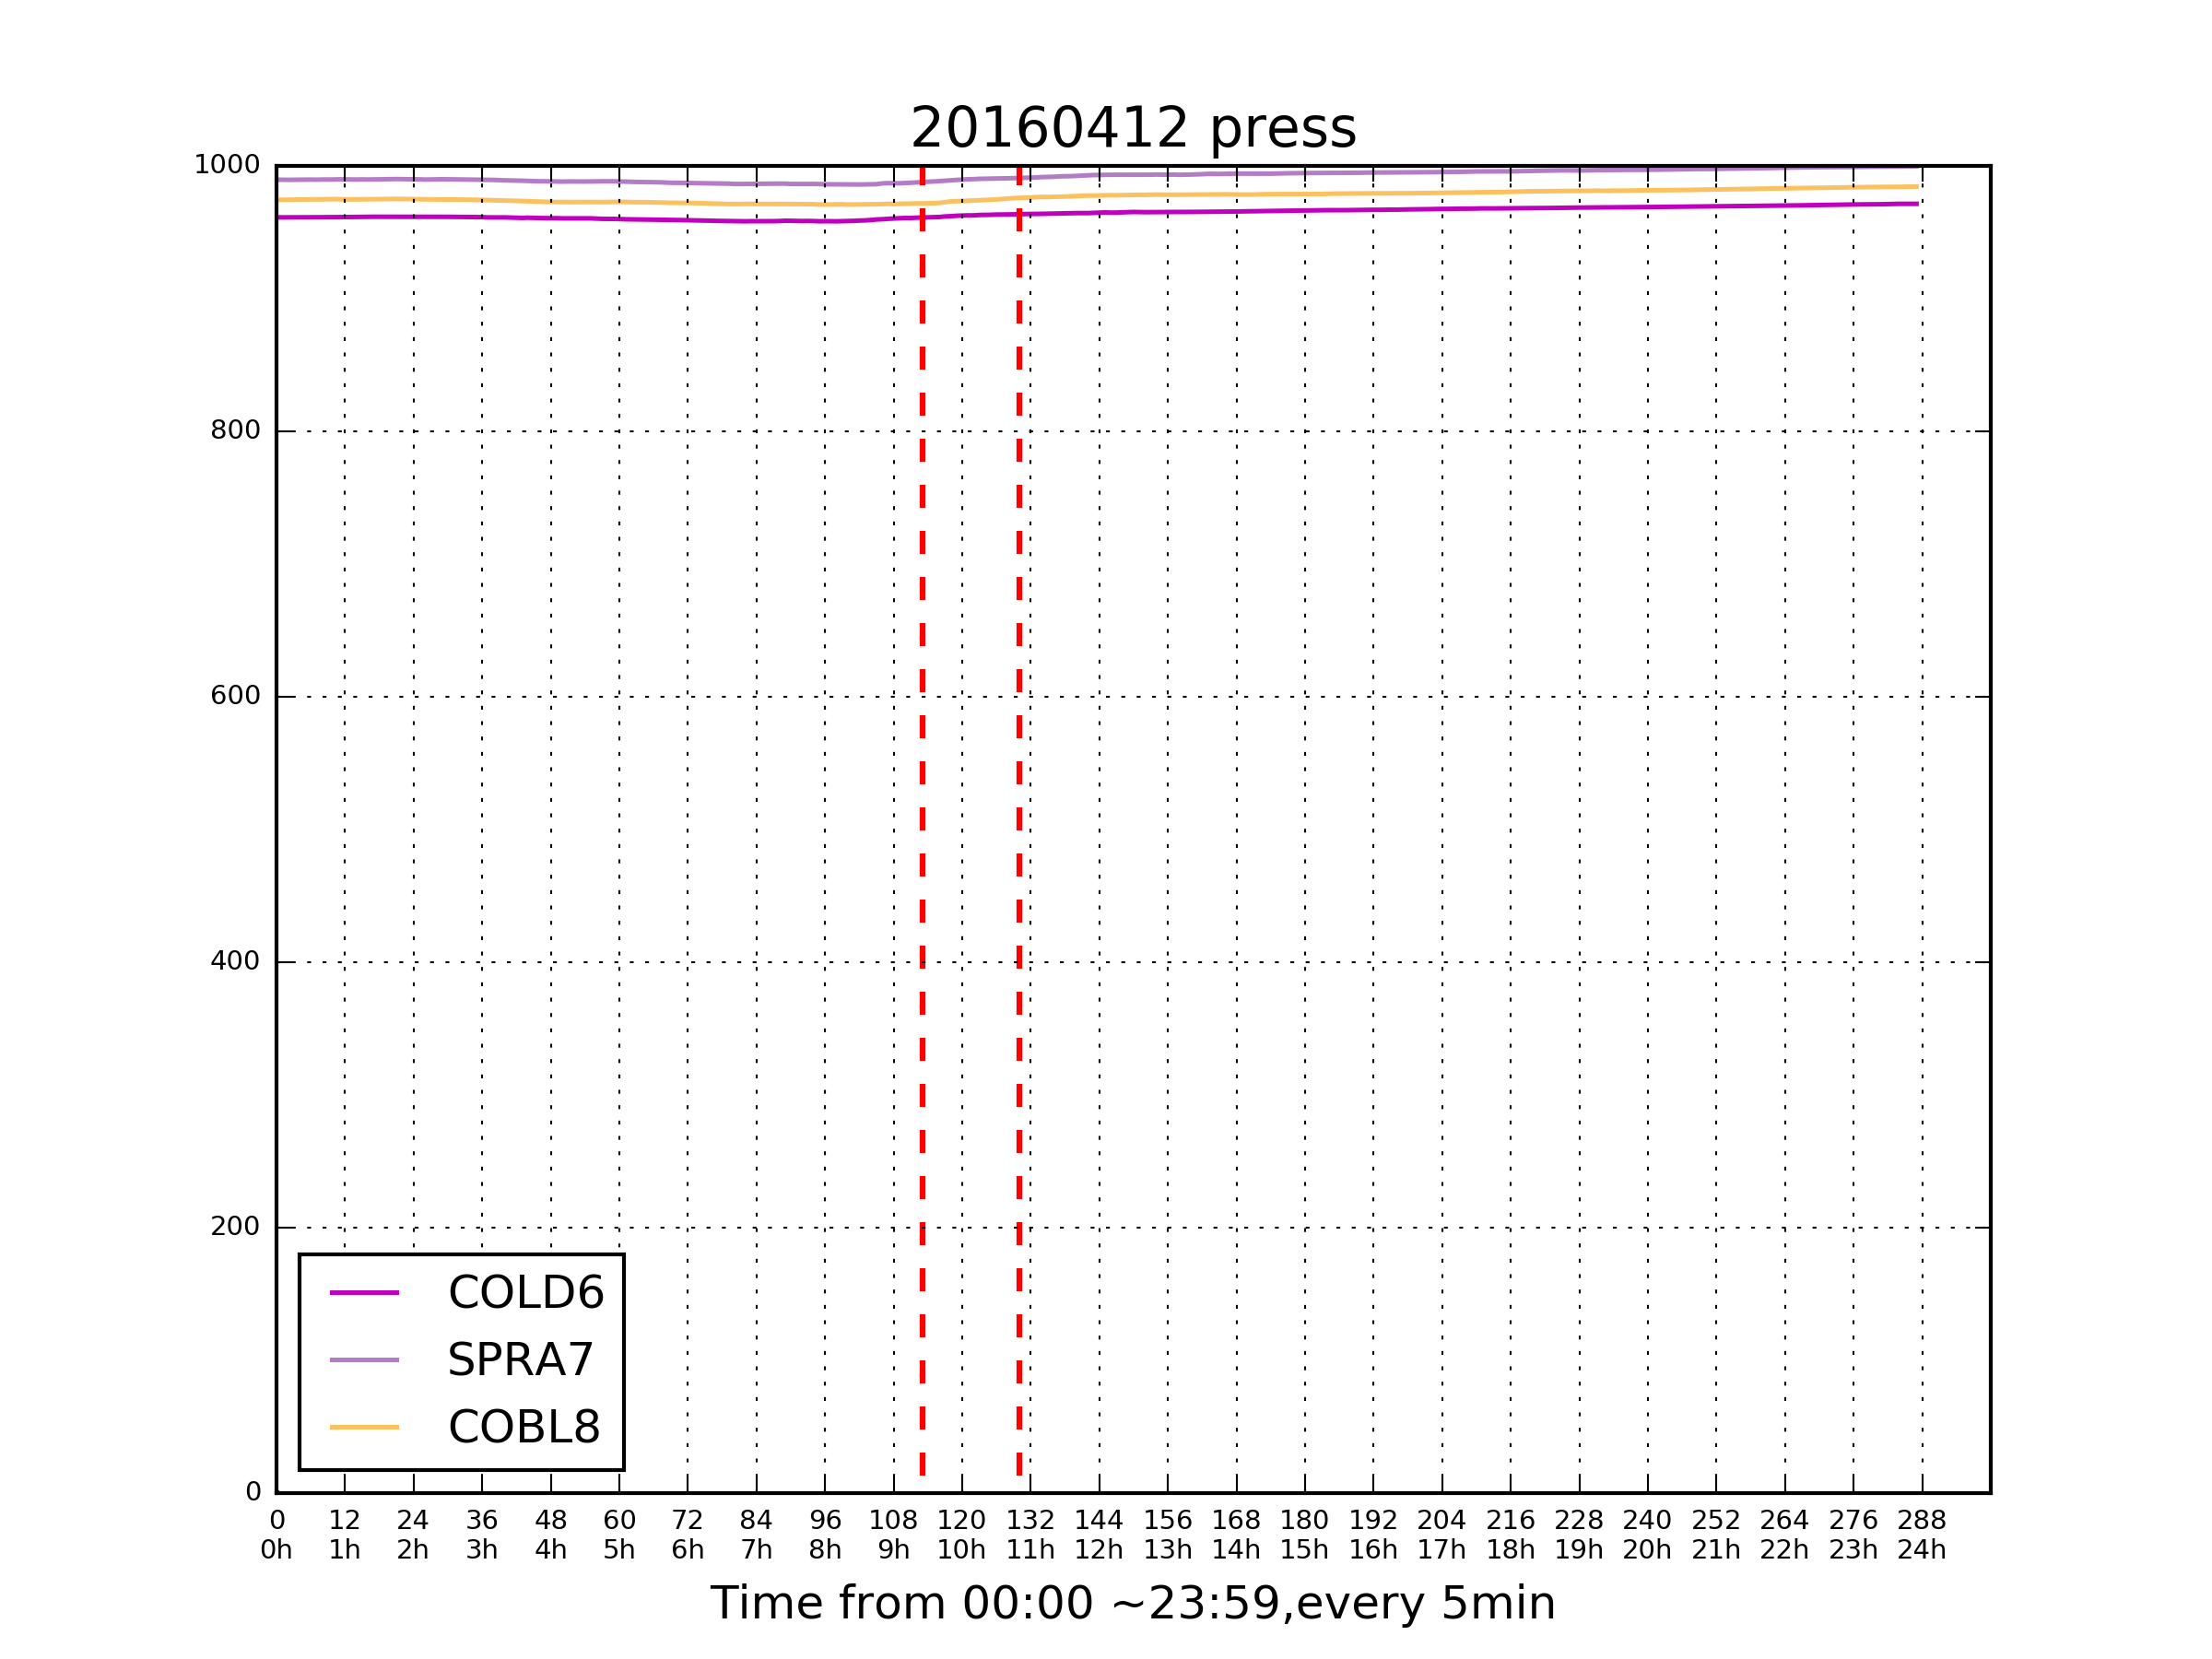 20160412 press
1000
800
600
400
200
0
COLD6
SPRA7
COBL8
0 12 24 36 48 60 72 84 96 108 120 132 144 156 168 180 192 204 216 228 240 252 264 276 288
0h 1h 2h 3h 4h 5h 6h 7h 8h 9h 10h 11h 12h 13h 14h 15h 16h 17h 18h 19h 20h 21h 22h 23h 24h
Time from 00:00 ~23:59,every 5min